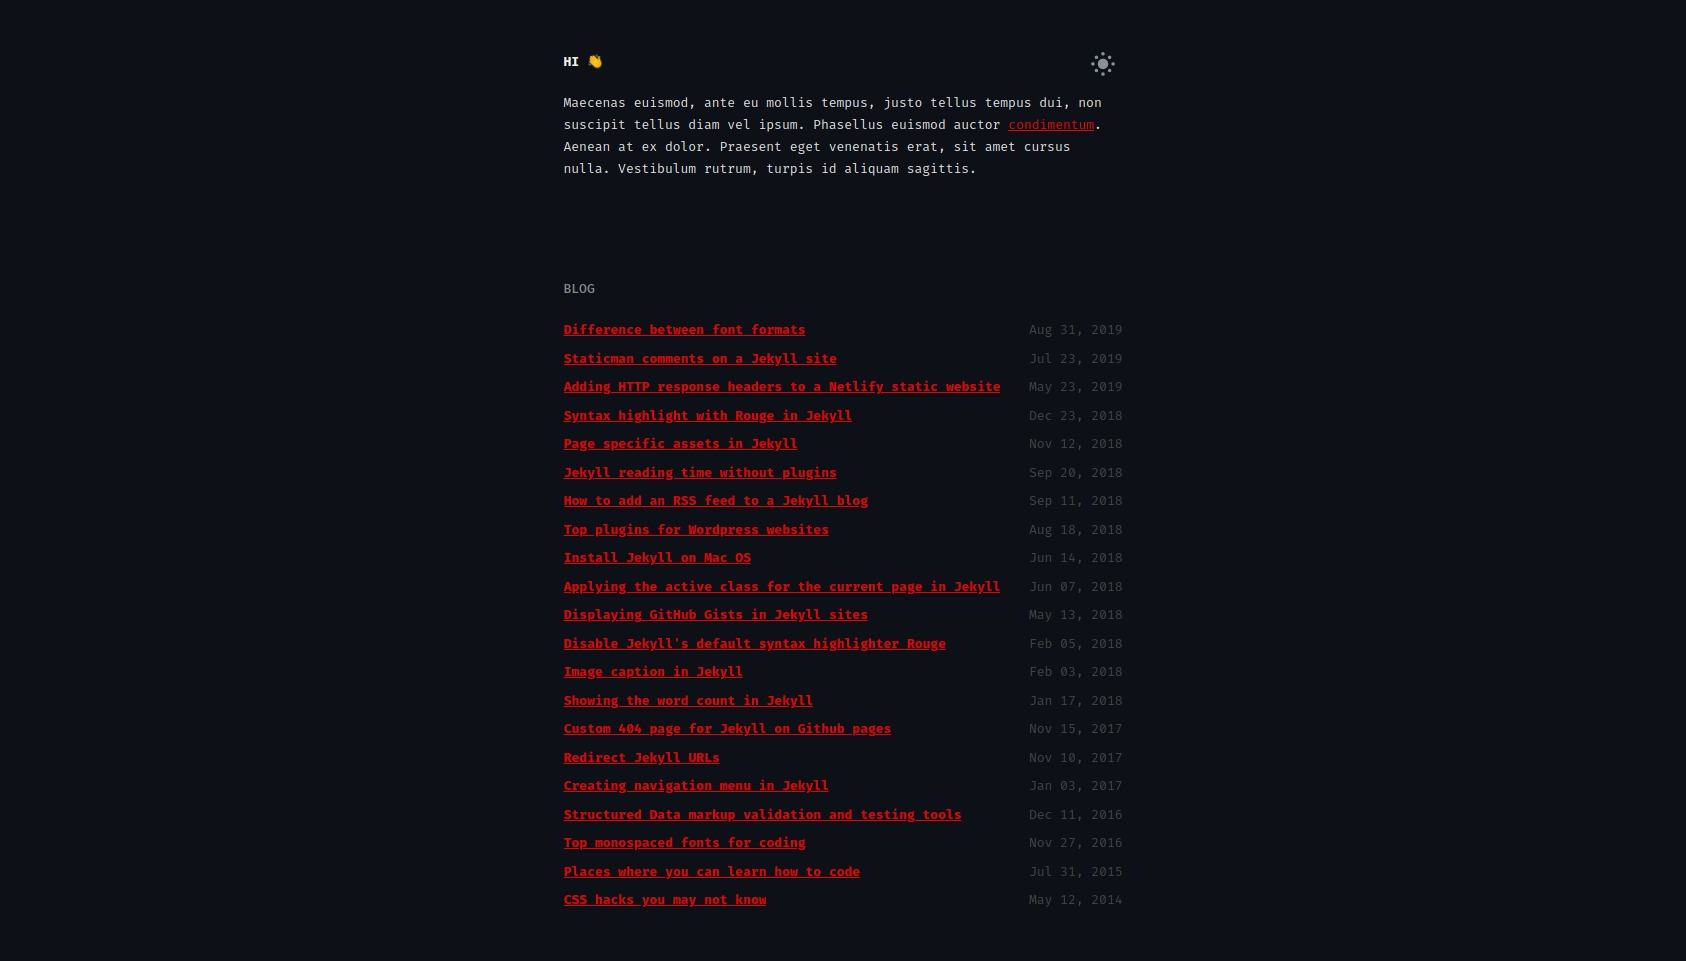 HI 👋
Maecenas euismod, ante eu mollis tempus, justo tellus tempus dui, non
suscipit tellus diam vel ipsum. Phasellus euismod auctor condimentum.
Aenean at ex dolor. Praesent eget venenatis erat, sit amet cursus
nulla. Vestibulum rutrum, turpis id aliquam sagittis.
BLOG
Difference between font formats Aug 31, 2019
Staticman comments on a Jekyll site Jul 23, 2019
Adding HTTP response headers to a Netlify static website May 23, 2019
Syntax highlight with Rouge in Jekyll Dec 23, 2018
Page specific assets in Jekyll Nov 12, 2018
Jekyll reading time without plugins Sep 20, 2018
How to add an RSS feed to a Jekyll blog Sep 11, 2018
Top plugins for Wordpress websites Aug 18, 2018
Install Jekyll on Mac OS Jun 14, 2018
Applying the active class for the current page in Jekyll Jun 07, 2018
Displaying GitHub Gists in Jekyll sites May 13, 2018
Disable Jekyll's default syntax highlighter Rouge Feb 05, 2018
Image caption in Jekyll Feb 03, 2018
Showing the word count in Jekyll Jan 17, 2018
Custom 404 page for Jekyll on Github pages Nov 15, 2017
Redirect Jekyll URLs Nov 10, 2017
Creating navigation menu in Jekyll Jan 03, 2017
Structured Data markup validation and testing tools Dec 11, 2016
Top monospaced fonts for coding Nov 27, 2016
Places where you can learn how to code Jul 31, 2015
CSS hacks you may not know May 12, 2014